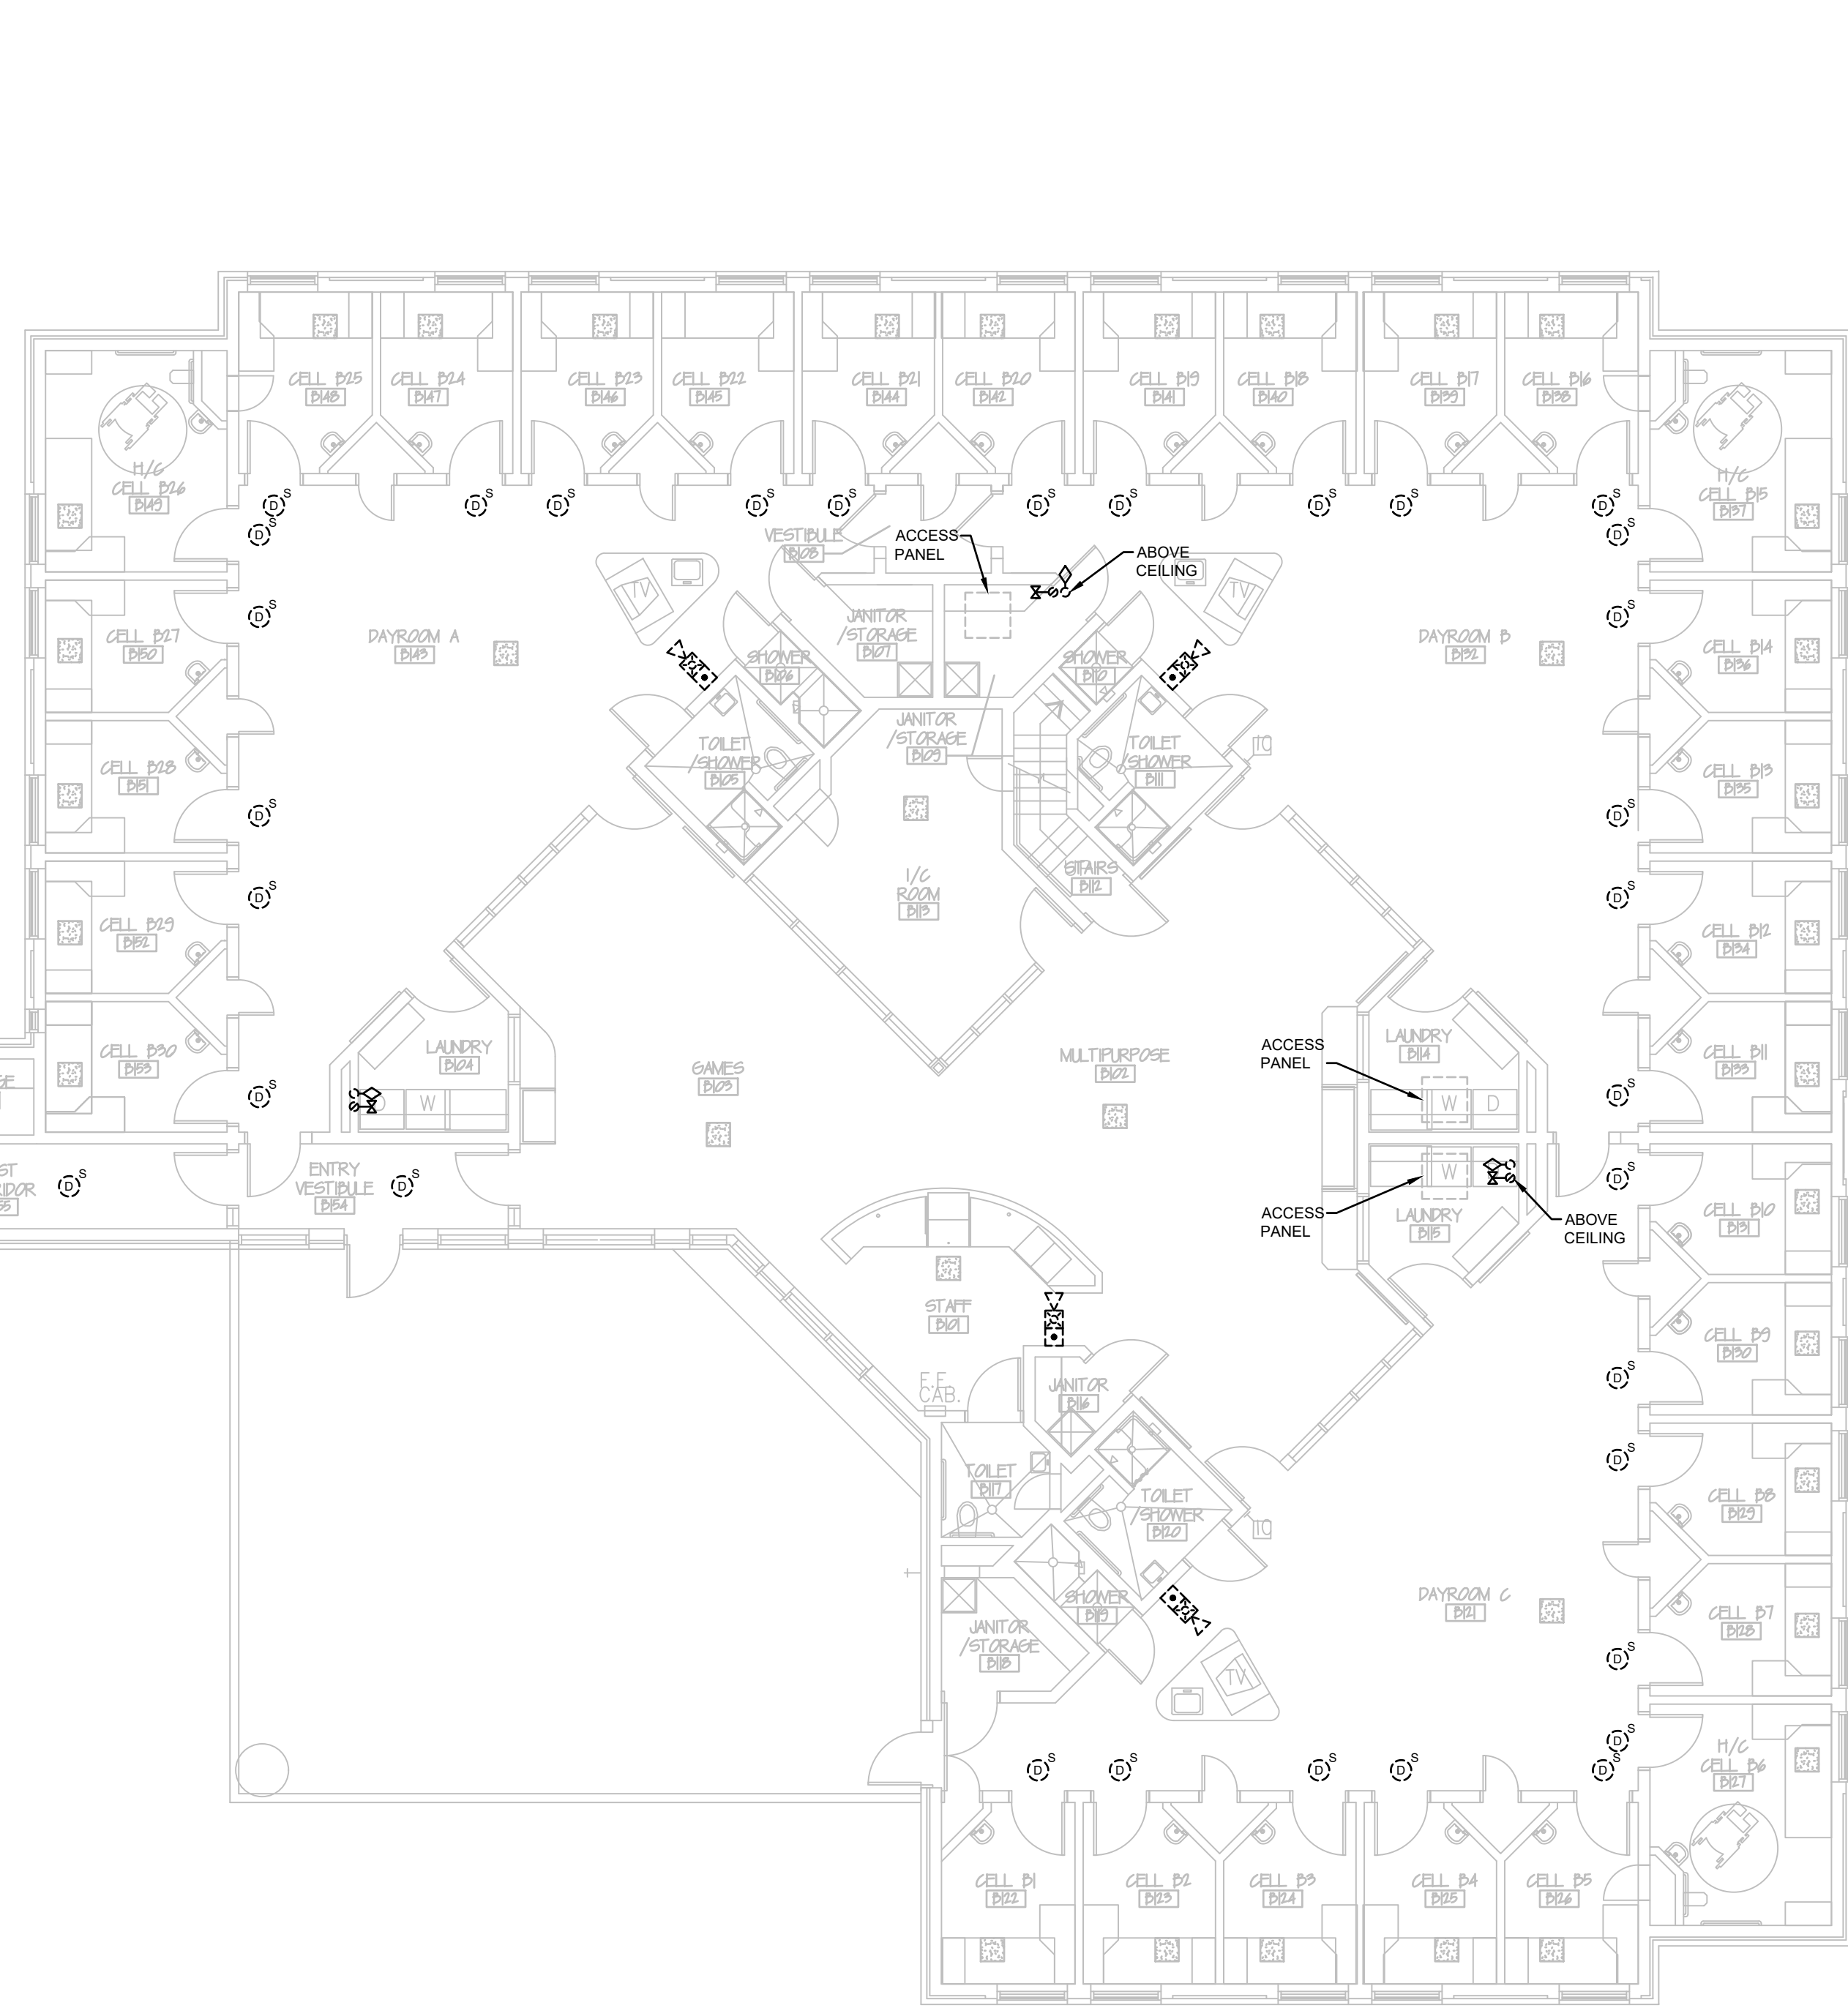 CELL B25
B148
CELL B24
B147
CELL B23
B146
CELL B22
B145
CELL B21
B144
CELL B20
B142
CELL B19
B141
CELL B18
B140
CELL B17
B139
CELL B16
B138
H/C
CELL B26
B149
H/C
CELL B15
B137
D S
D S
D S
D S
D S
D S
D S
D S
D S
D S
D S
D S
VESTIBULE
B108
ACCESS
PANEL
ABOVE
CEILING
S
C
TV
TV
D S
D S
CELL B27
B150
DAYROOM A
B143
JANITOR
/STORAGE
B107
SHOWER
B106
SHOWER
B110
DAYROOM B
B132
CELL B14
B136
CELL B28
B151
TOILET
/SHOWER
B105
JANITOR
/STORAGE
B109
TOILET
/SHOWER
B111
TC
CELL B13
B135
D S
D S
I/C
ROOM
B113
STAIRS
B112
D S
D S
CELL B29
B152
CELL B12
B134
CELL B30
B153
LAUNDRY
B104
GAMES
B103
MULTIPURPOSE
B102
ACCESS
PANEL
LAUNDRY
B114
CELL B11
B133
D S
D S
S C
D
W
W
D
ENTRY
VESTIBULE
B154
D S
D S
D S
ST
RIDOR
55
W
S C
ACCESS
PANEL
LAUNDRY
B115
ABOVE
CEILING
CELL B10
B131
STAFF
B101
CELL B9
B130
D S
F.E.
CAB.
JANITOR
B116
D S
TOILET
B117
TOILET
/SHOWER
B120
TC
CELL B8
B129
SHOWER
B119
DAYROOM C
B121
CELL B7
B128
JANITOR
/STORAGE
B118
D S
TV
D S
H/C
CELL B6
B127
D S
D S
D S
D S
D S
CELL B1
B122
CELL B2
B123
CELL B3
B124
CELL B4
B125
CELL B5
B126